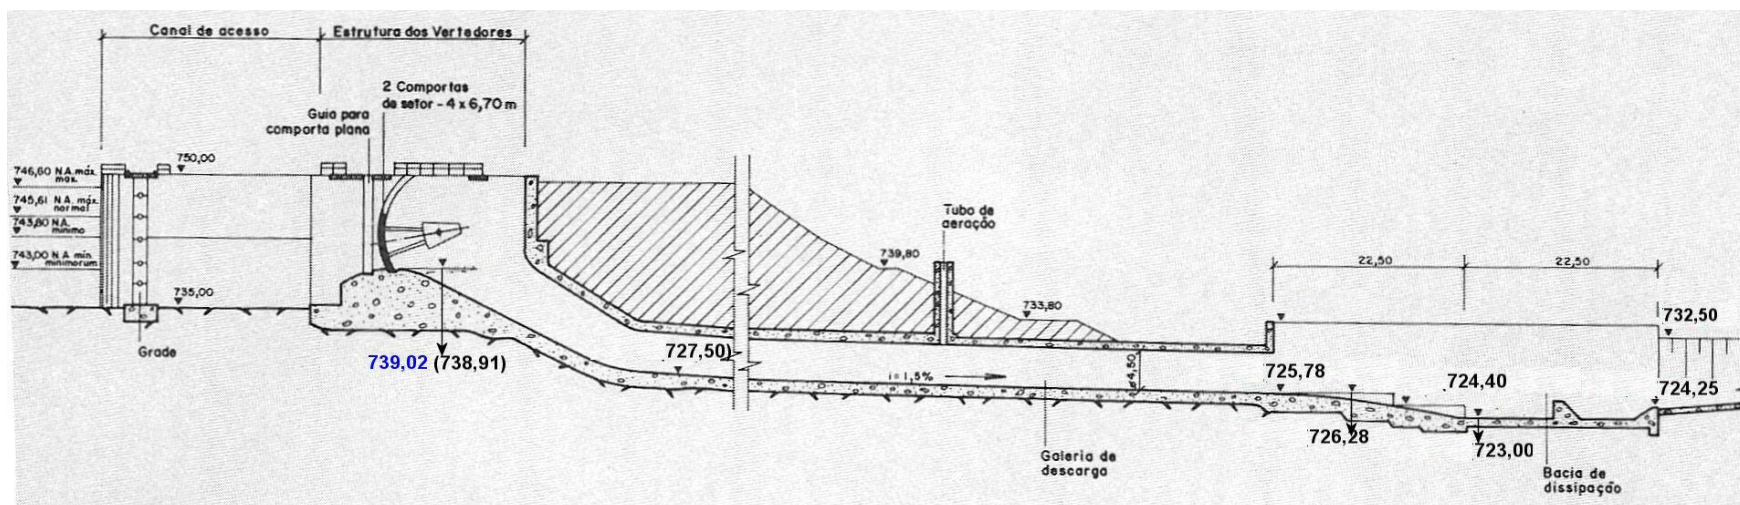 Canal de acesso
Estrutura dos Vertedores
2 Comportas
de setor - 4 x 6,70 m
Guia para
comporta plana
750,00
746,60 N.A. máx.
max.
745,61 N.A. máx.
normal
743,80 N.A.
mínimo
743,00 N.A. mín.
minimorum
735,00
Grade
739,02 (738,91)
727,50)
Tubo de
aeração
739,80
733,80
i=1,5%
ø4,50
Galeria de
descarga
22,50
22,50
732,50
725,78
724,40
724,25
726,28
723,00
Bacia de
dissipação